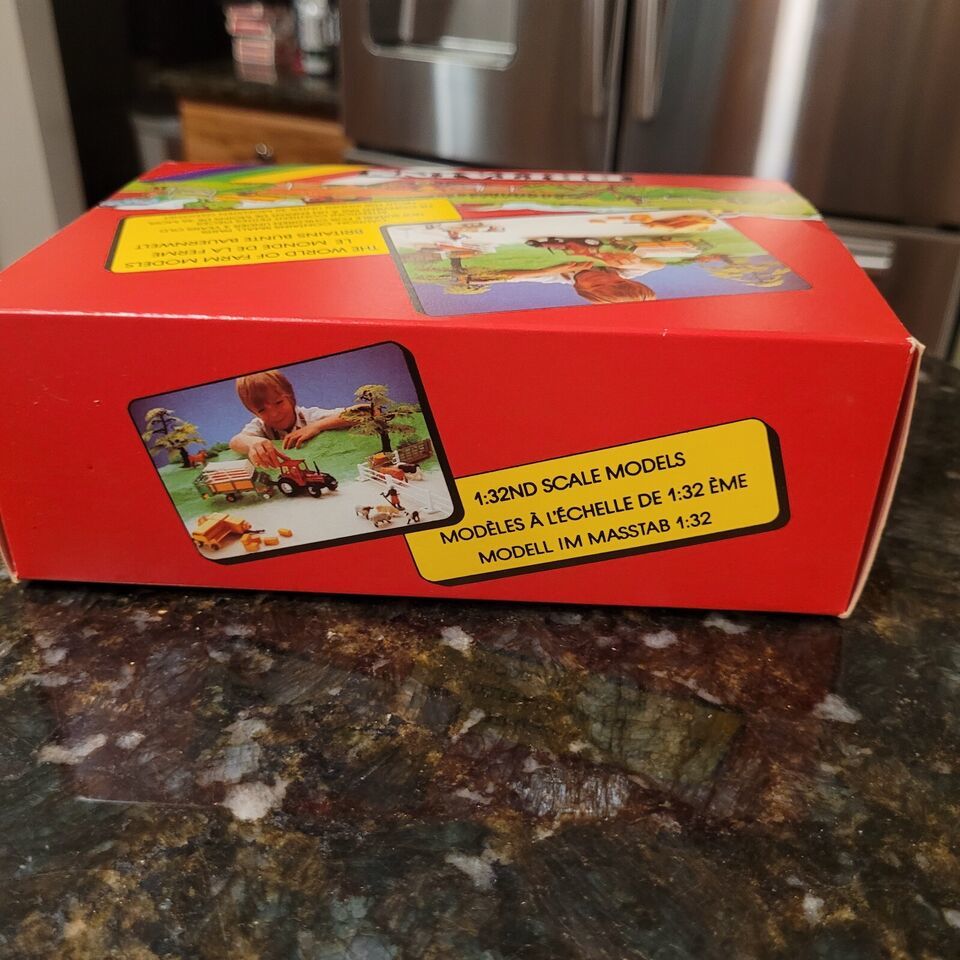 THE WORLD OF FARM MODELS
LE MONDE DE LA FERME
BRITAINS BUNTE BAUERNWELT
1:32ND SCALE MODELS
MODÈLES À L'ÉCHELLE DE 1:32 ÈME
MODELL IM MASSTAB 1:32